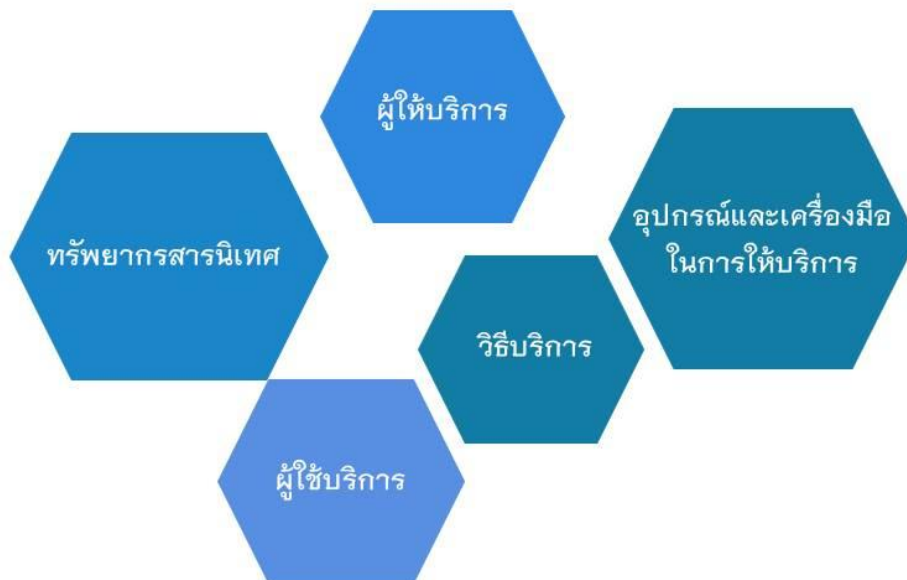 ผู้ให้บริการ
ทรัพยากรสารนิเทศ
อุปกรณ์และเครื่องมือ
ในการให้บริการ
วิธีบริการ
ผู้ใช้บริการ